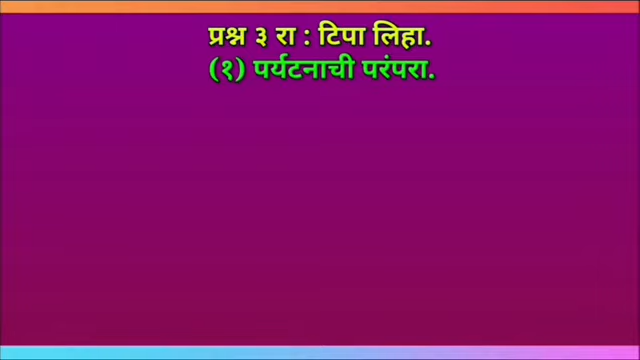 प्रश्न ३ रा : टिपा लिहा.
(१) पर्यटनाची परंपरा.